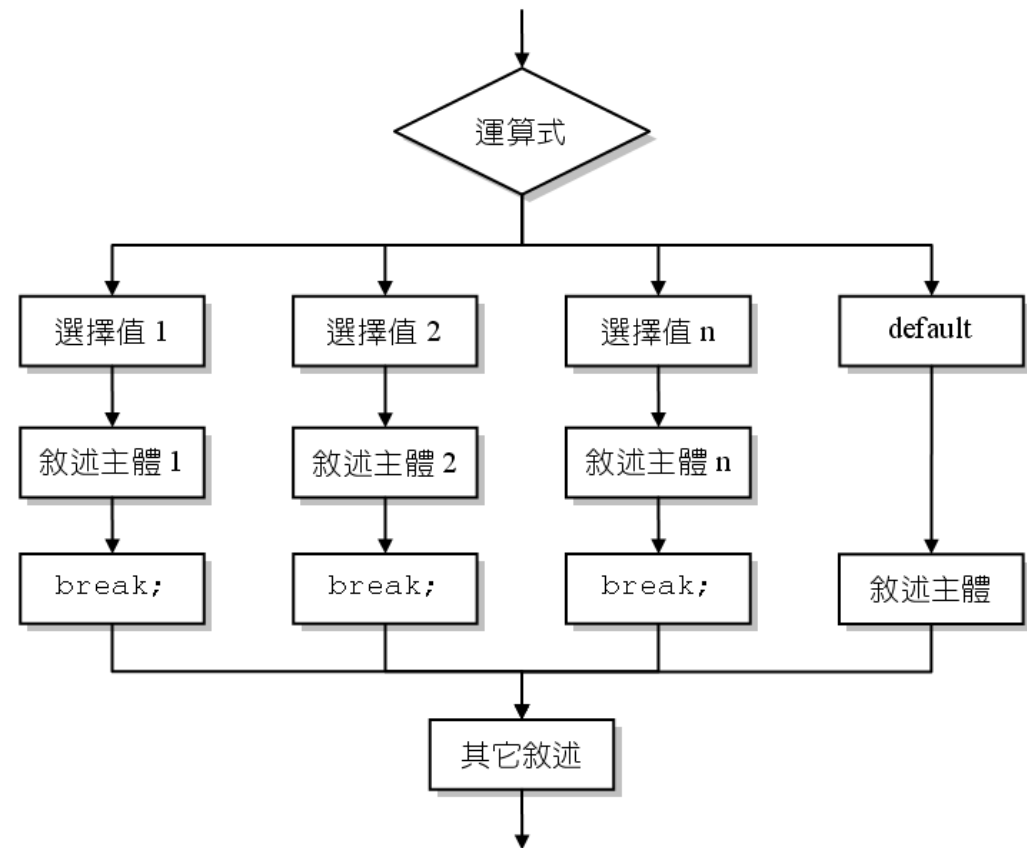 運算式
選擇值 1
選擇值 2
選擇值 n
default
敘述主體 1
敘述主體 2
敘述主體 n
break;
break;
break;
敘述主體
其它敘述